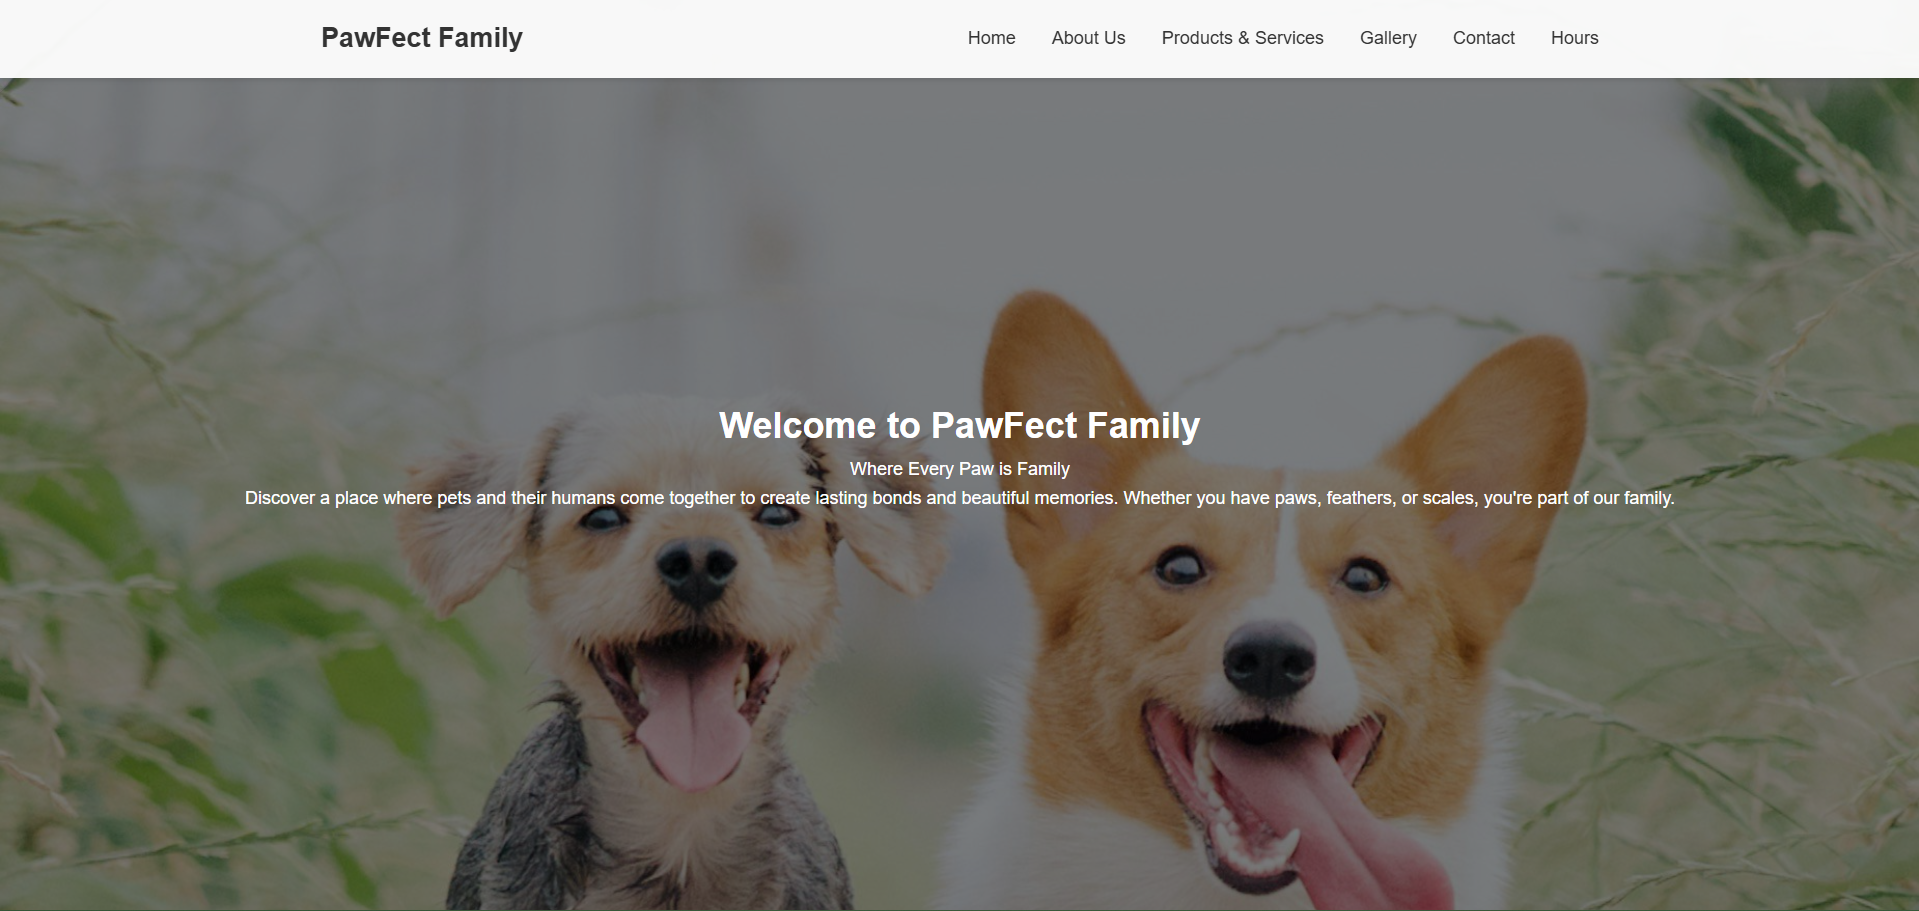 PawFect Family
Home About Us Products & Services Gallery Contact Hours
Welcome to PawFect Family
Where Every Paw is Family
Discover a place where pets and their humans come together to create lasting bonds and beautiful memories. Whether you have paws, feathers, or scales, you're part of our family.